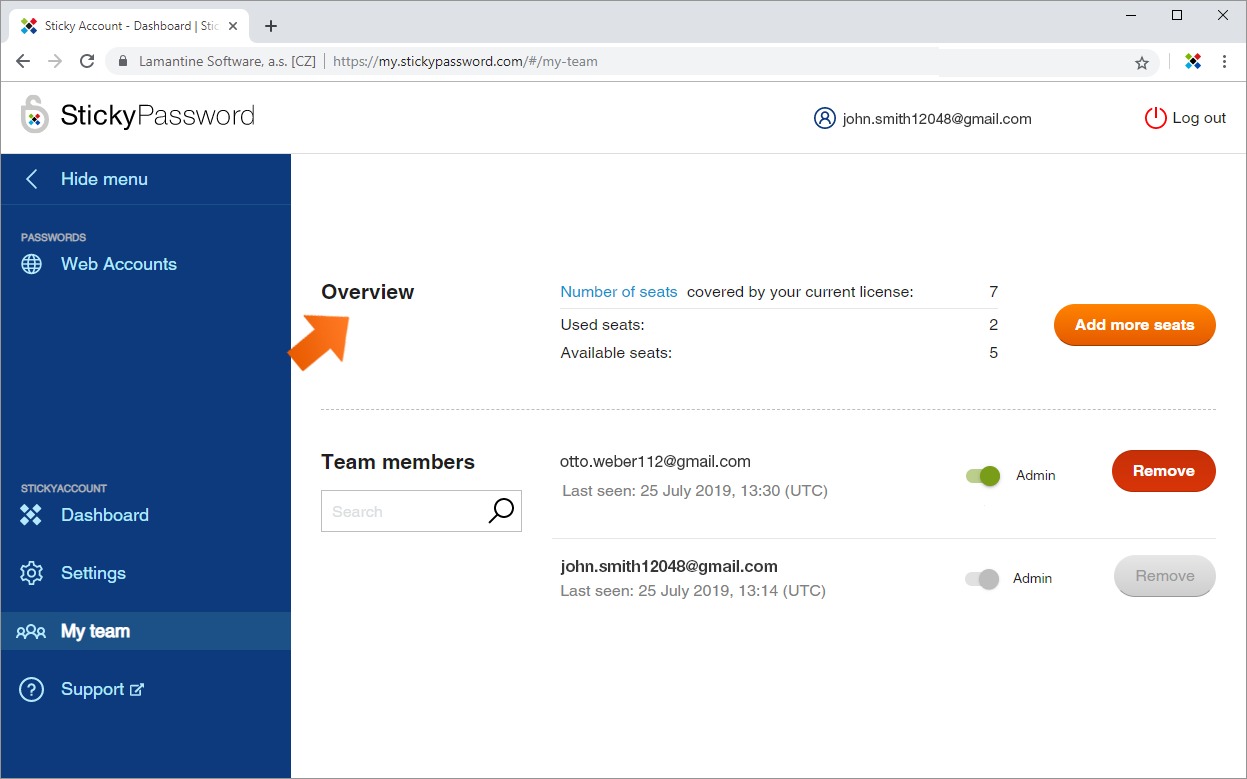 Sticky Account - Dashboard | Stic
Lamantine Software, a.s. [CZ] | https://my.stickypassword.com/#/my-team
StickyPassword
john.smith12048@gmail.com
Log out
Hide menu
PASSWORDS
Web Accounts
STICKYACCOUNT
Dashboard
Settings
My team
Support
Overview
Number of seats covered by your current license: 7
Used seats: 2
Available seats: 5
Add more seats
Team members
Search
otto.weber112@gmail.com
Last seen: 25 July 2019, 13:30 (UTC)
Admin
Remove
john.smith12048@gmail.com
Last seen: 25 July 2019, 13:14 (UTC)
Admin
Remove